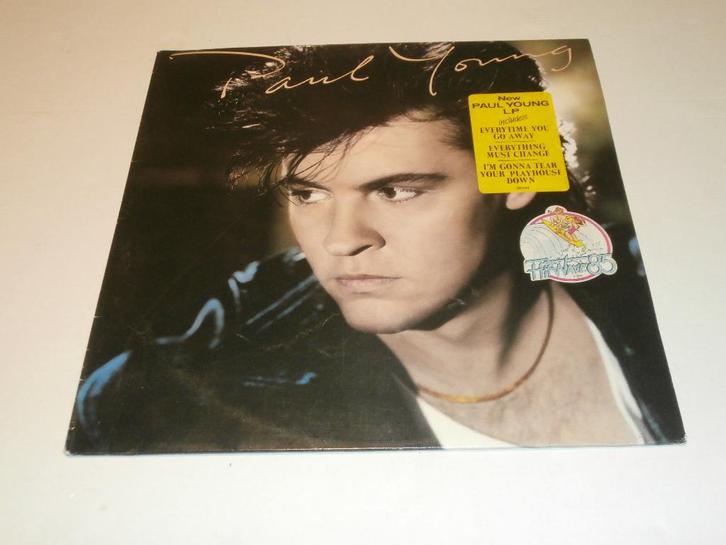 Paul Young
New
PAUL YOUNG
LP
includes
EVERYTIME YOU
GO AWAY
EVERYTHING
MUST CHANGE
I'M GONNA TEAR
YOUR PLAYHOUSE
DOWN
85